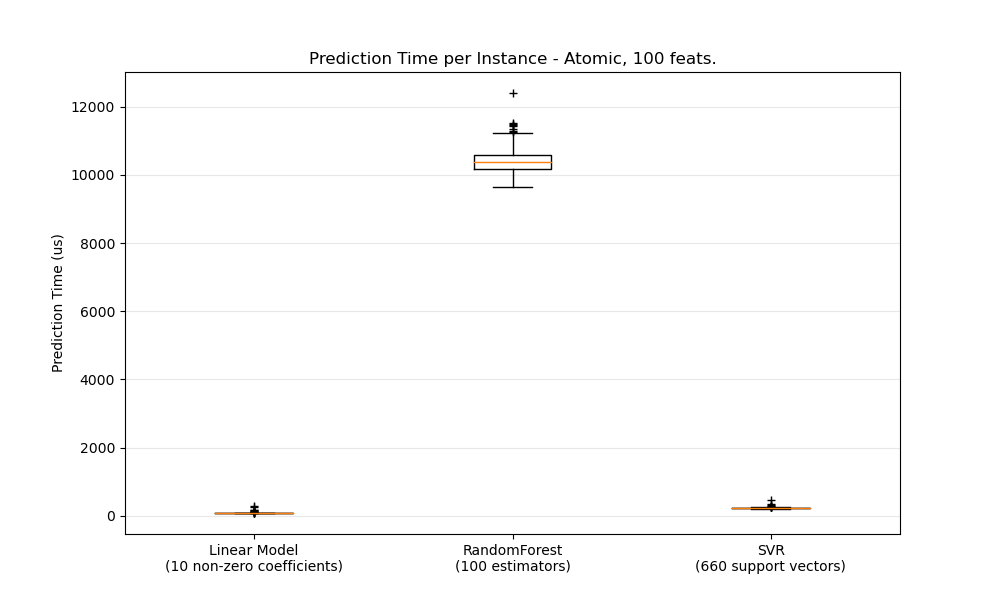 Prediction Time per Instance - Atomic, 100 feats.
Prediction Time (us)
12000
10000
8000
6000
4000
2000
0
Linear Model
(10 non-zero coefficients)
RandomForest
(100 estimators)
SVR
(660 support vectors)